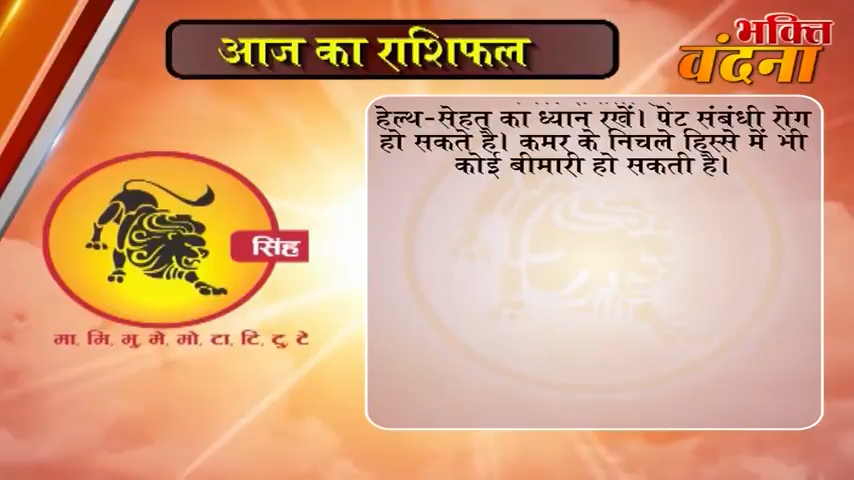 आज का राशिफल
भक्ति
वंदना
हेल्थ-सेहत का ध्यान रखें। पेट संबंधी रोग
हो सकते है। कमर के निचले हिस्से में भी
कोई बीमारी हो सकती है।
सिंह
मा, मि, मु, मे, मो, टा, टि, टु, टे